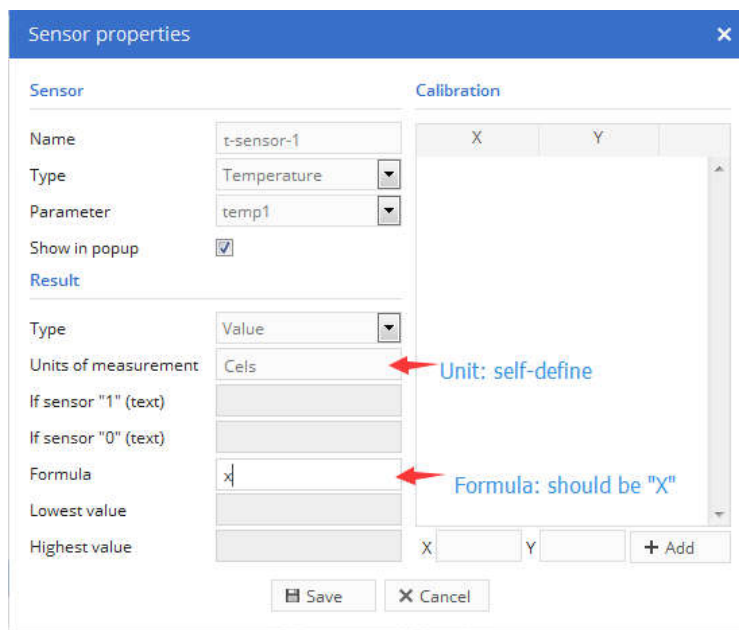 Sensor properties
Sensor
Name t-sensor-1
Type Temperature
Parameter temp1
Show in popup
Result
Type Value
Units of measurement Cels
If sensor "1" (text)
If sensor "0" (text)
Formula x
Lowest value
Highest value
Calibration
X Y
Unit: self-define
Formula: should be "X"
X Y + Add
Save Cancel